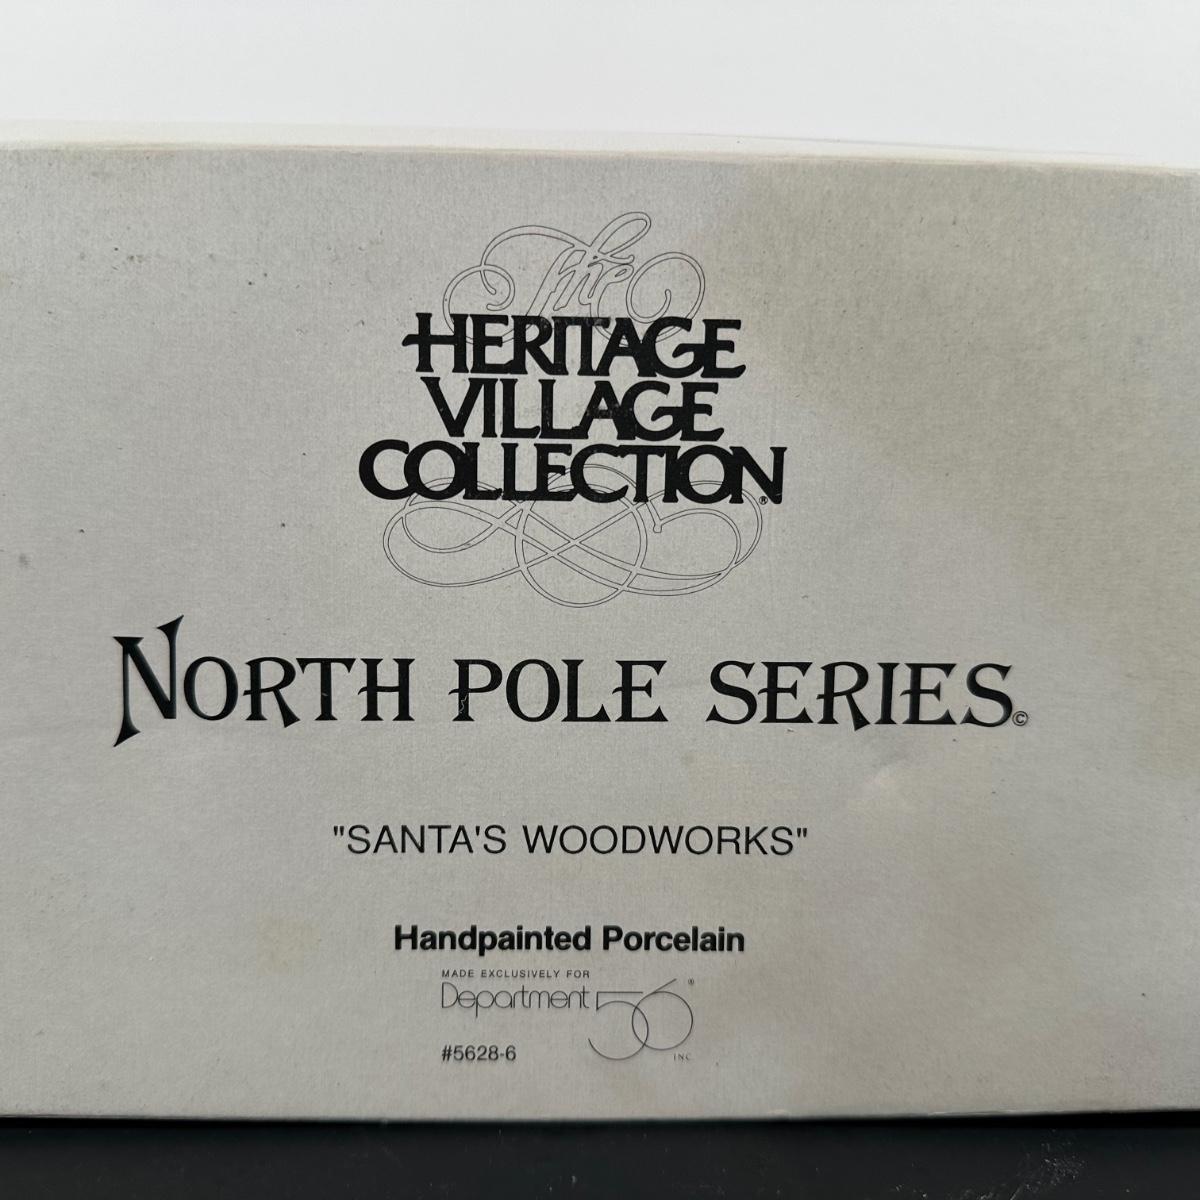 The
HERITAGE
VILLAGE
COLLECTION®
NORTH POLE SERIES©
"SANTA'S WOODWORKS"
Handpainted Porcelain
MADE EXCLUSIVELY FOR
Department 56®
#5628-6 INC